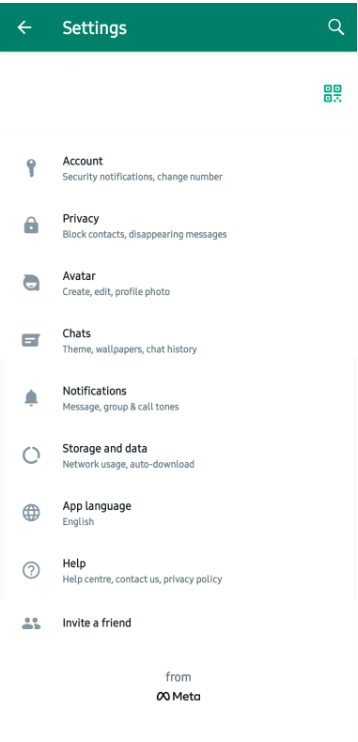 Settings
Account
Security notifications, change number
Privacy
Block contacts, disappearing messages
Avatar
Create, edit, profile photo
Chats
Theme, wallpapers, chat history
Notifications
Message, group & call tones
Storage and data
Network usage, auto-download
App language
English
Help
Help centre, contact us, privacy policy
Invite a friend
from
Meta